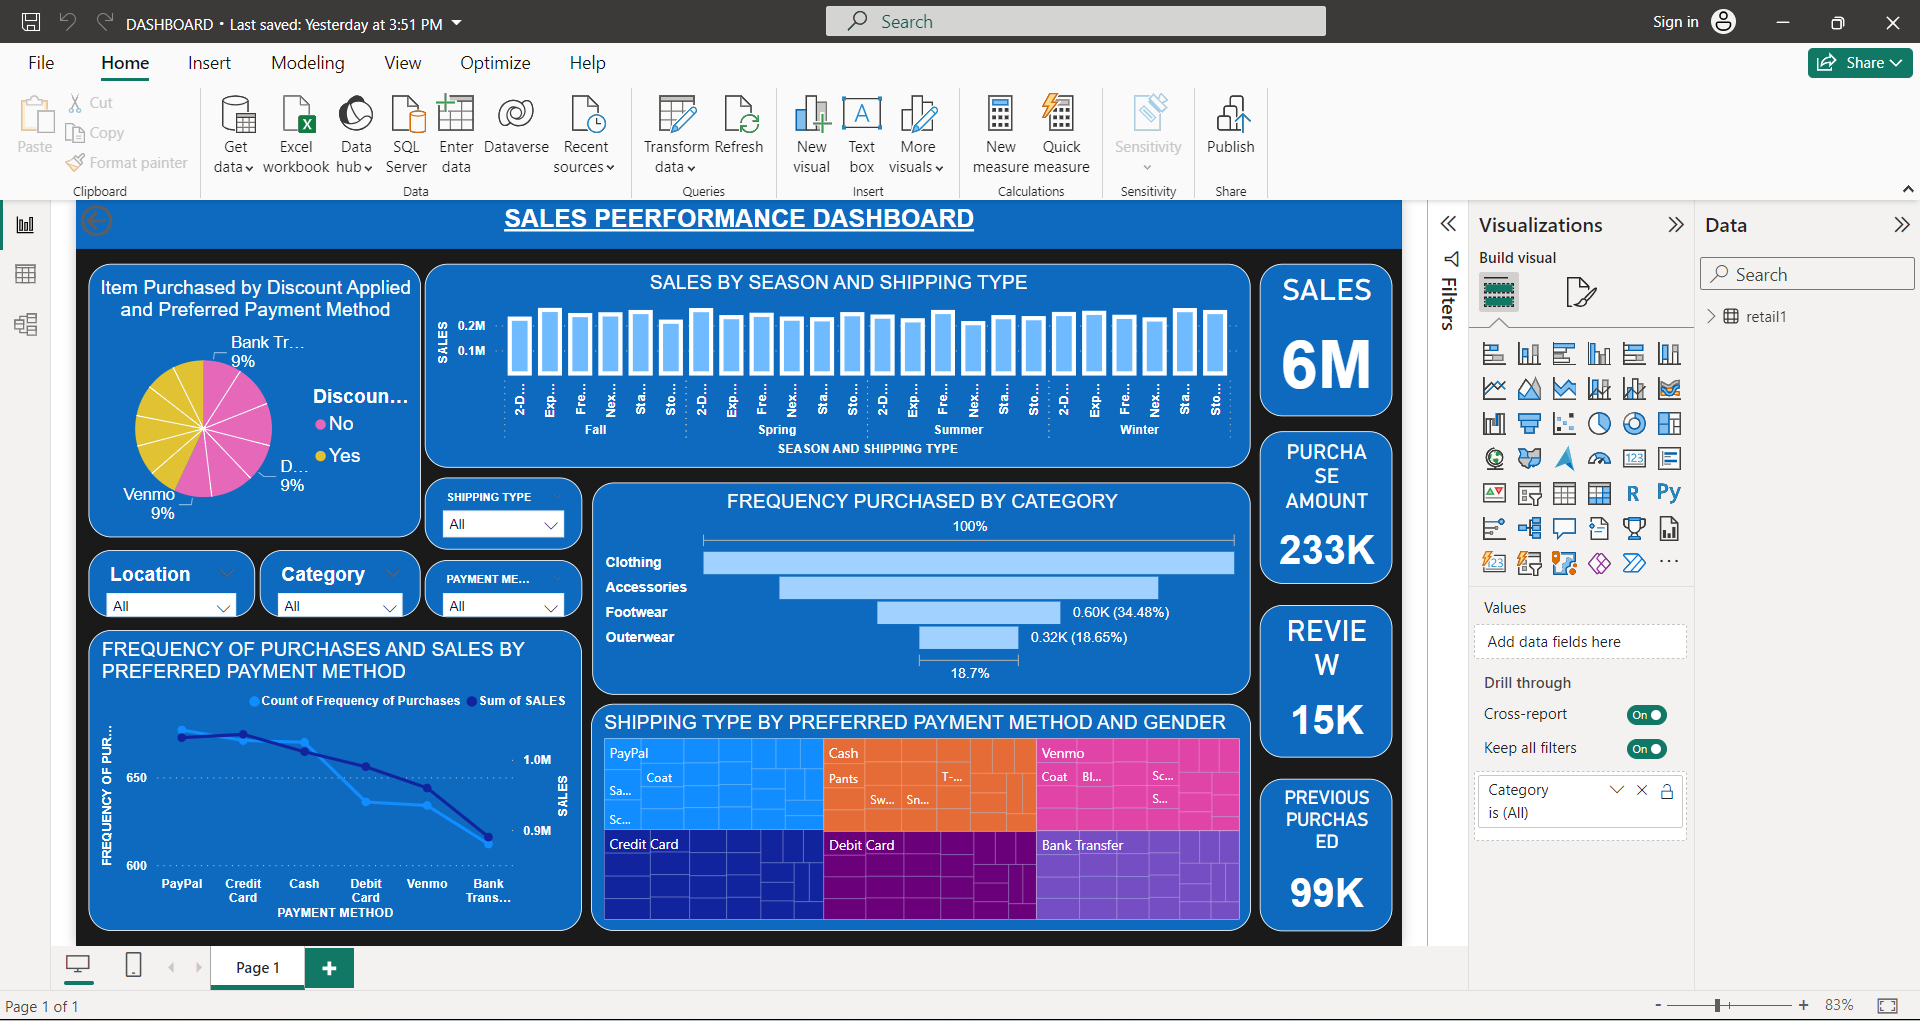 DASHBOARD • Last saved: Yesterday at 3:51 PM
Search
Sign in
File Home Insert Modeling View Optimize Help
Share
Paste
Cut
Copy
Format painter
Clipboard
Get data
Excel workbook
Data hub
SQL Server
Enter data
Dataverse
Recent sources
Data
Transform data
Refresh
Queries
New visual
Text box
More visuals
Insert
New measure
Quick measure
Calculations
Sensitivity
Sensitivity
Publish
Share
SALES PEERFORMANCE DASHBOARD
Item Purchased by Discount Applied
and Preferred Payment Method
Bank Tr...
9%
D...
9%
Venmo
9%
Discoun...
No
Yes
SALES BY SEASON AND SHIPPING TYPE
SALES
0.2M
0.1M
2-D... Exp... Fre... Nex... Sta... Sto... 2-D... Exp... Fre... Nex... Sta... Sto... 2-D... Exp... Fre... Nex... Sta... Sto... 2-D... Exp... Fre... Nex... Sta... Sto...
Fall Spring Summer Winter
SEASON AND SHIPPING TYPE
SALES
6M
PURCHA
SE
AMOUNT
233K
REVIE
W
15K
PREVIOUS
PURCHAS
ED
99K
SHIPPING TYPE
All
Location
All
Category
All
PAYMENT ME...
All
FREQUENCY PURCHASED BY CATEGORY
100%
Clothing
Accessories
Footwear
0.60K (34.48%)
Outerwear
0.32K (18.65%)
18.7%
FREQUENCY OF PURCHASES AND SALES BY
PREFERRED PAYMENT METHOD
Count of Frequency of Purchases Sum of SALES
FREQUENCY OF PUR...
650
600
1.0M
0.9M
SALES
PayPal Credit Card Cash Debit Card Venmo Bank Trans...
PAYMENT METHOD
SHIPPING TYPE BY PREFERRED PAYMENT METHOD AND GENDER
PayPal
Coat
Sa...
Sc...
Cash
Pants
T-...
Sw...
Sn...
Venmo
Coat
Bl...
Sc...
S...
Credit Card
Debit Card
Bank Transfer
Filters
Visualizations
Build visual
123
R
Py
123
Values
Add data fields here
Drill through
Cross-report
On
Keep all filters
On
Category
is (All)
Data
Search
retail1
Page 1
Page 1 of 1
- + 83%